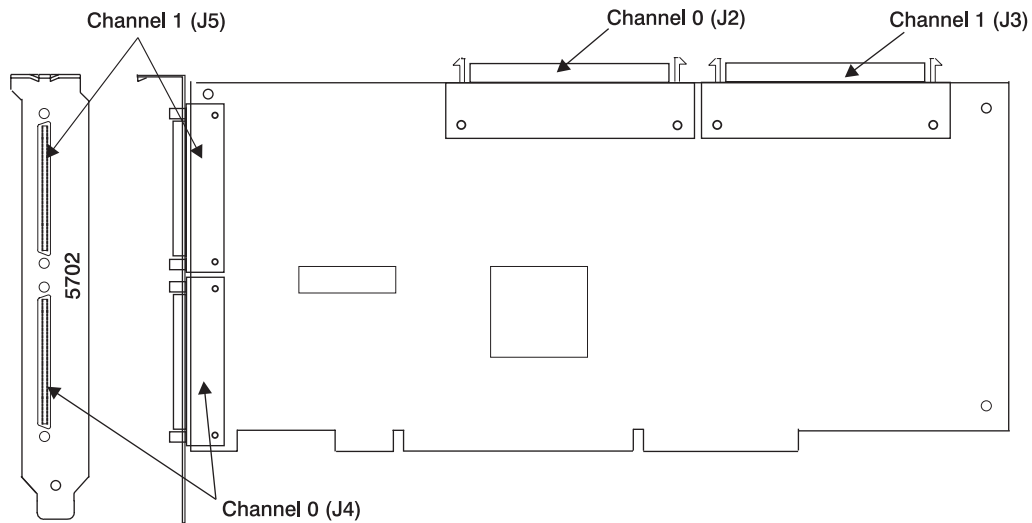 Channel 1 (J5)
Channel 0 (J2)
Channel 1 (J3)
5702
Channel 0 (J4)